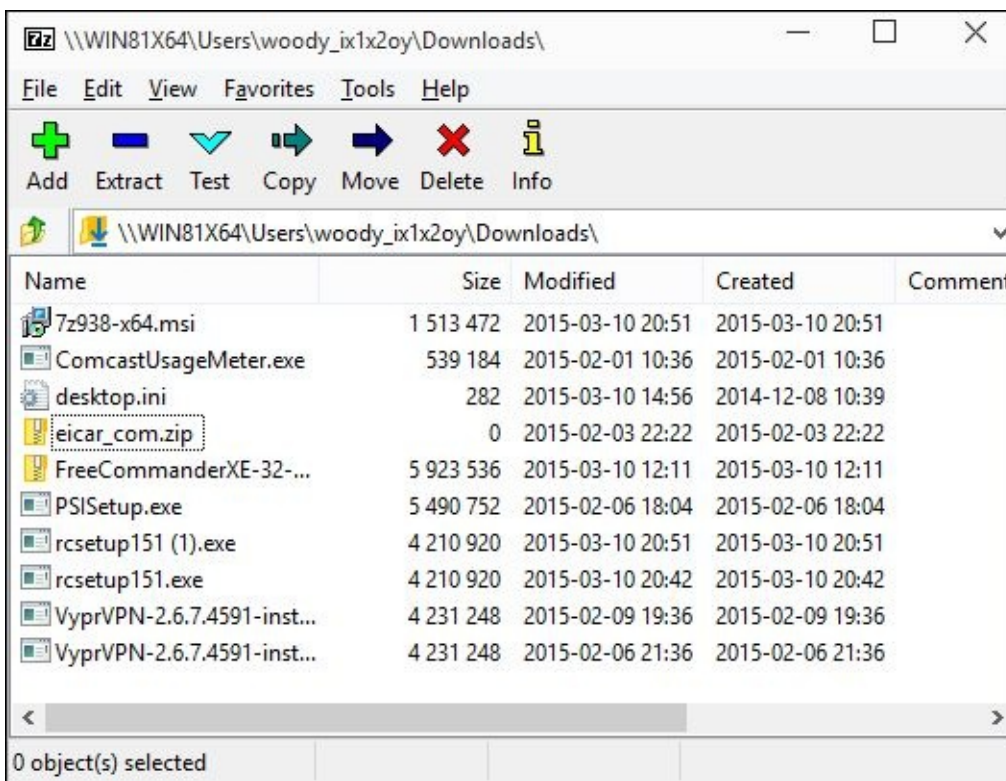 7z \\WIN81X64\Users\woody_ix1x2oy\Downloads\
File Edit View Favorites Tools Help
Add Extract Test Copy Move Delete Info
\\WIN81X64\Users\woody_ix1x2oy\Downloads\
Name Size Modified Created Comment
7z938-x64.msi 1 513 472 2015-03-10 20:51 2015-03-10 20:51
ComcastUsageMeter.exe 539 184 2015-02-01 10:36 2015-02-01 10:36
desktop.ini 282 2015-03-10 14:56 2014-12-08 10:39
eicar_com.zip 0 2015-02-03 22:22 2015-02-03 22:22
FreeCommanderXE-32-... 5 923 536 2015-03-10 12:11 2015-03-10 12:11
PSISetup.exe 5 490 752 2015-02-06 18:04 2015-02-06 18:04
rcsetup151 (1).exe 4 210 920 2015-03-10 20:51 2015-03-10 20:51
rcsetup151.exe 4 210 920 2015-03-10 20:42 2015-03-10 20:42
VyprVPN-2.6.7.4591-inst... 4 231 248 2015-02-09 19:36 2015-02-09 19:36
VyprVPN-2.6.7.4591-inst... 4 231 248 2015-02-06 21:36 2015-02-06 21:36
0 object(s) selected